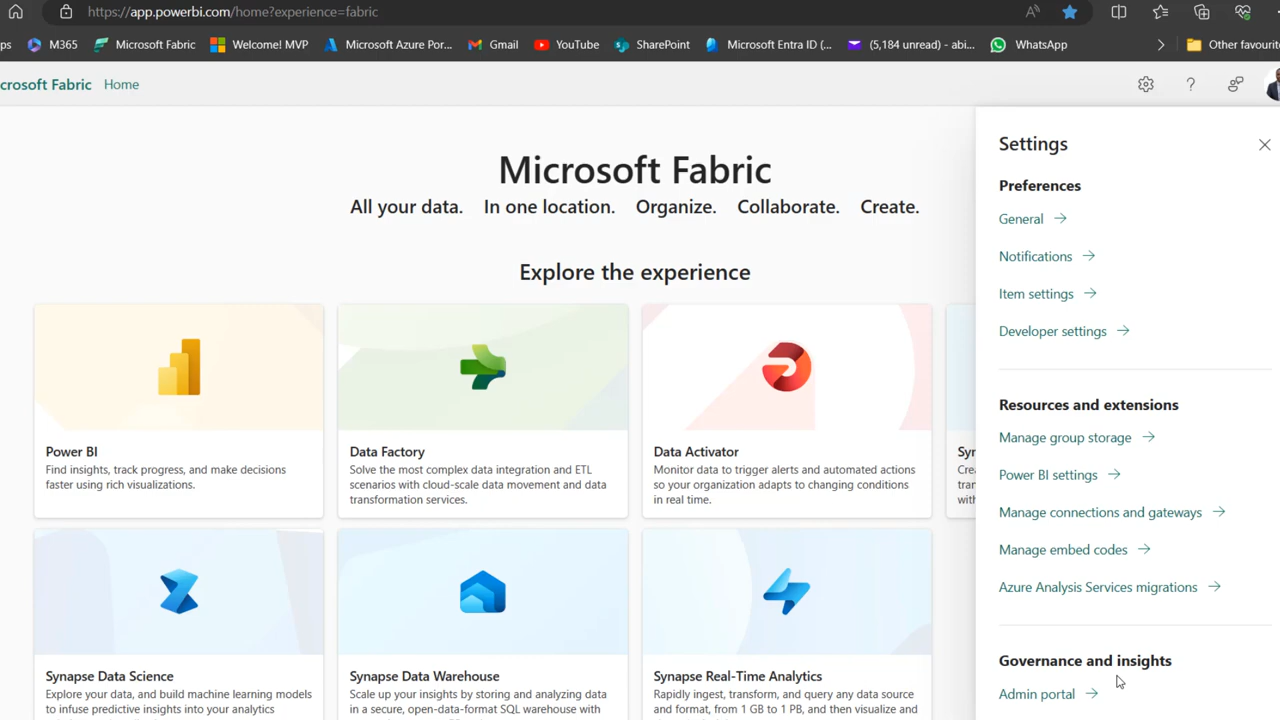 https://app.powerbi.com/home?experience=fabric
ps M365 Microsoft Fabric Welcome! MVP Microsoft Azure Por... Gmail YouTube SharePoint Microsoft Entra ID (... (5,184 unread) - abi... WhatsApp Other favourit
crosoft Fabric Home
Microsoft Fabric
All your data. In one location. Organize. Collaborate. Create.
Explore the experience
Power BI
Find insights, track progress, and make decisions
faster using rich visualizations.
Data Factory
Solve the most complex data integration and ETL
scenarios with cloud-scale data movement and data
transformation services.
Data Activator
Monitor data to trigger alerts and automated actions
so your organization adapts to changing conditions
in real time.
Syn
Crea
tran
with
Synapse Data Science
Explore your data, and build machine learning models
to infuse predictive insights into your analytics
Synapse Data Warehouse
Scale up your insights by storing and analyzing data
in a secure, open-data-format SQL warehouse with
Synapse Real-Time Analytics
Rapidly ingest, transform, and query any data source
and format, from 1 GB to 1 PB, and then visualize and
Settings
Preferences
General
Notifications
Item settings
Developer settings
Resources and extensions
Manage group storage
Power BI settings
Manage connections and gateways
Manage embed codes
Azure Analysis Services migrations
Governance and insights
Admin portal